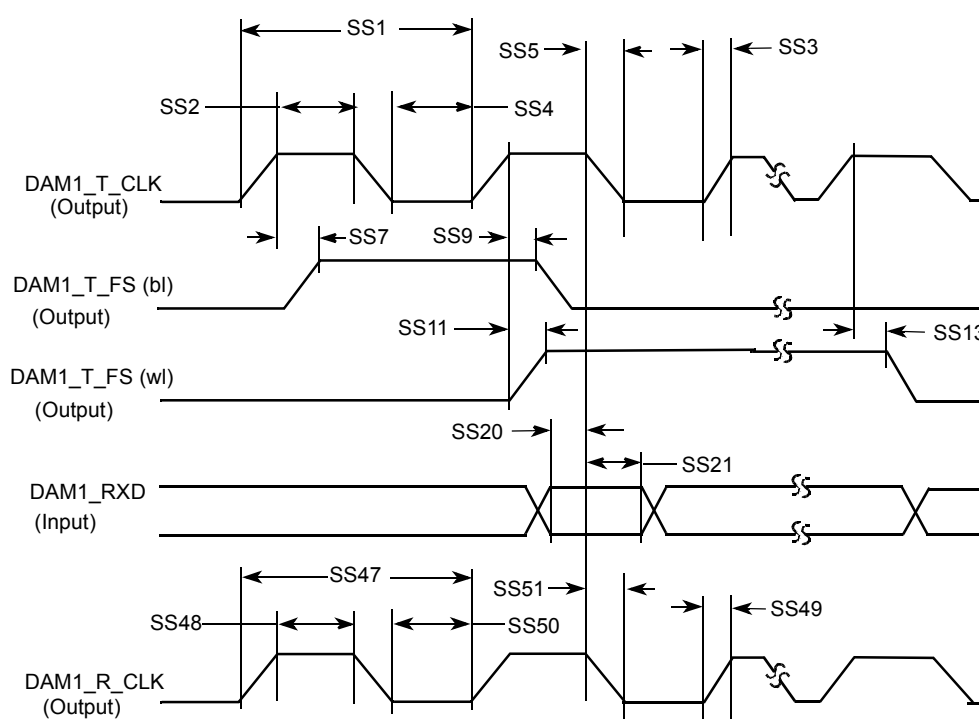 SS1
SS5
SS3
SS2
SS4
DAM1_T_CLK
(Output)
SS7
SS9
DAM1_T_FS (bl)
(Output)
SS11
SS13
DAM1_T_FS (wl)
(Output)
SS20
SS21
DAM1_RXD
(Input)
SS47
SS51
SS49
SS48
SS50
DAM1_R_CLK
(Output)